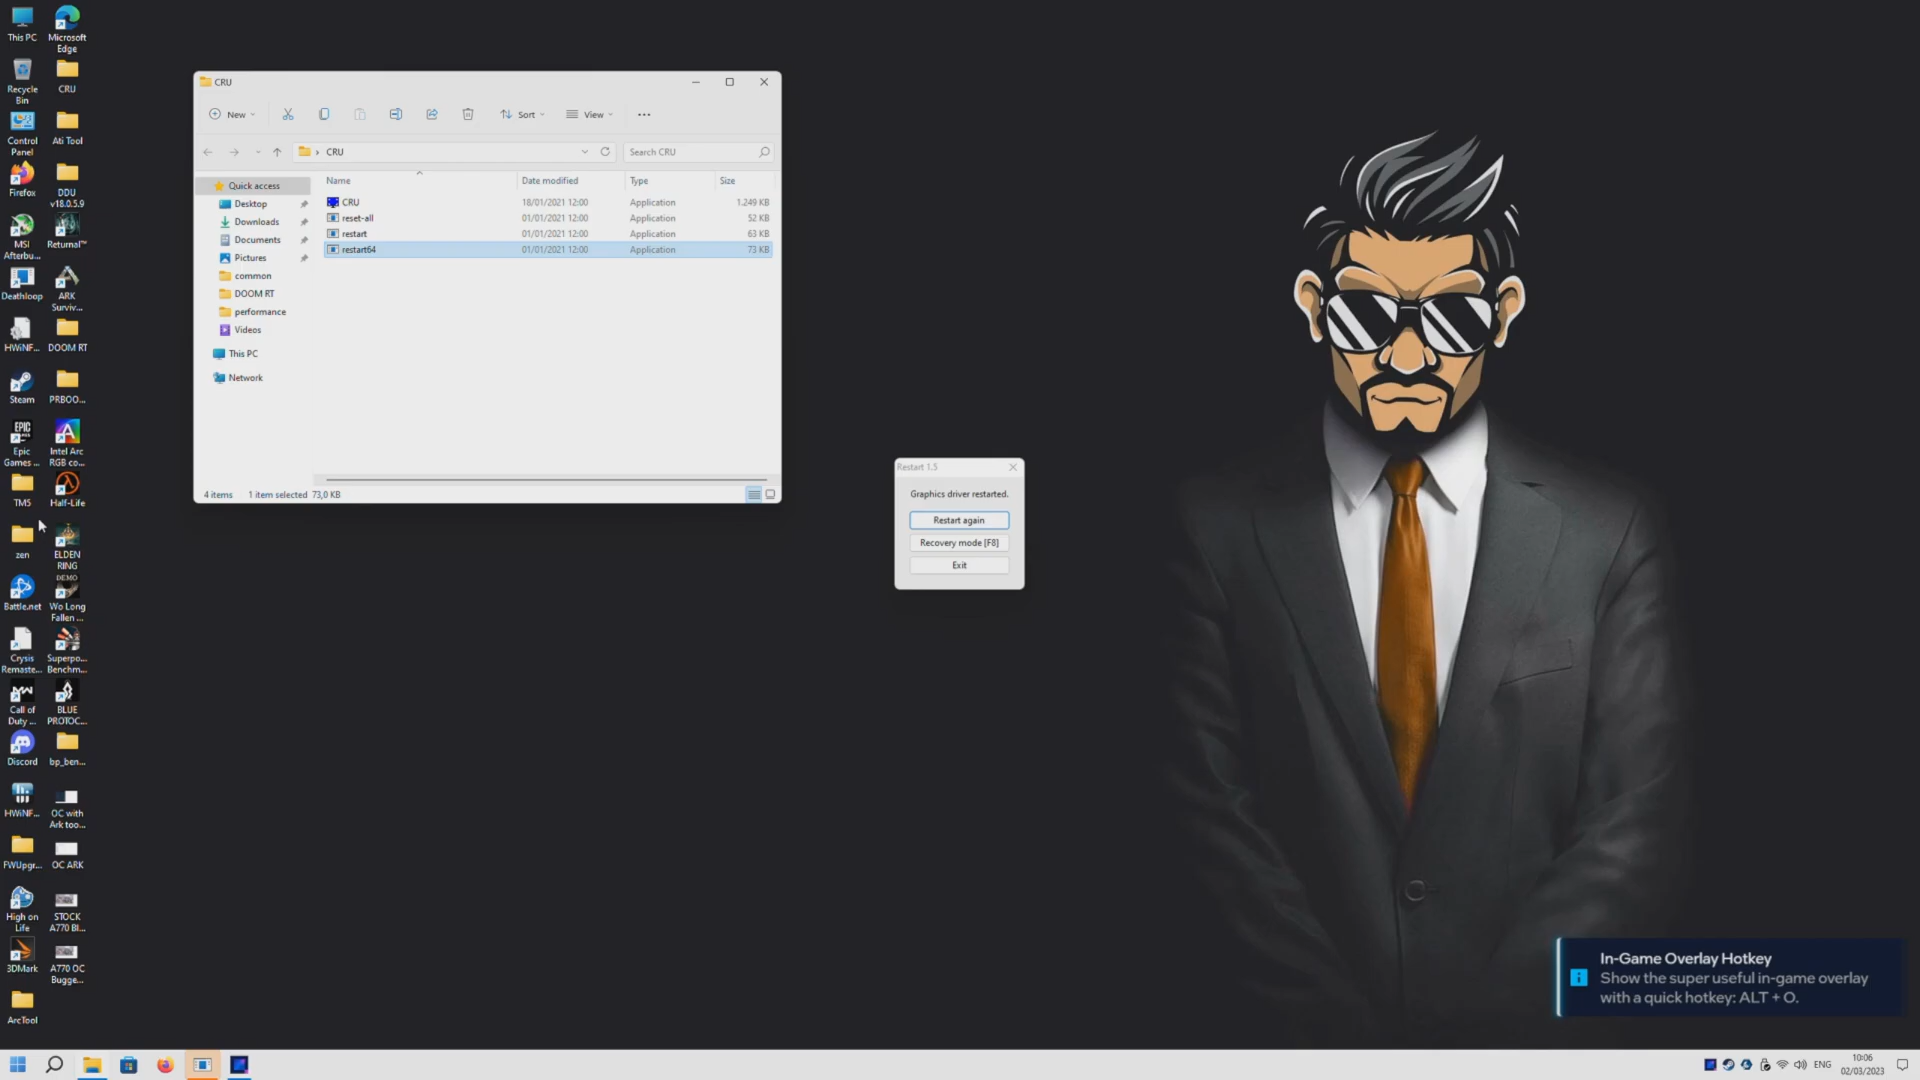 This PC
Microsoft
Edge
Recycle
Bin
CRU
Control
Panel
Ati Tool
Firefox
DDU
v18.0.5.9
MSI
Afterbu...
Returnal™
Deathloop
ARK
Surviv...
HWiNF...
DOOM RT
Steam
PRBOO...
EPIC
Epic
Games ...
Intel Arc
RGB co...
TM5
Half-Life
zen
ELDEN
RING
Battle.net
DEMO
Wo Long
Fallen ...
Crysis
Remaste...
Superpo...
Benchm...
Call of
Duty ...
BLUE
PROTOC...
Discord
bp_ben...
HWiNF...
OC with
Ark too...
FWUpgr...
OC ARK
High on
Life
STOCK
A770 Bl...
3DMark
A770 OC
Bugge...
ArcTool
CRU
New
Sort
View
CRU
Search CRU
Name
Date modified
Type
Size
CRU
18/01/2021 12:00
Application
1.249 KB
reset-all
01/01/2021 12:00
Application
52 KB
restart
01/01/2021 12:00
Application
63 KB
restart64
01/01/2021 12:00
Application
73 KB
Quick access
Desktop
Downloads
Documents
Pictures
common
DOOM RT
performance
Videos
This PC
Network
4 items
1 item selected 73,0 KB
Restart 1.5
Graphics driver restarted.
Restart again
Recovery mode [F8]
Exit
In-Game Overlay Hotkey
Show the super useful in-game overlay
with a quick hotkey: ALT + O.
ENG
10:06
02/03/2023